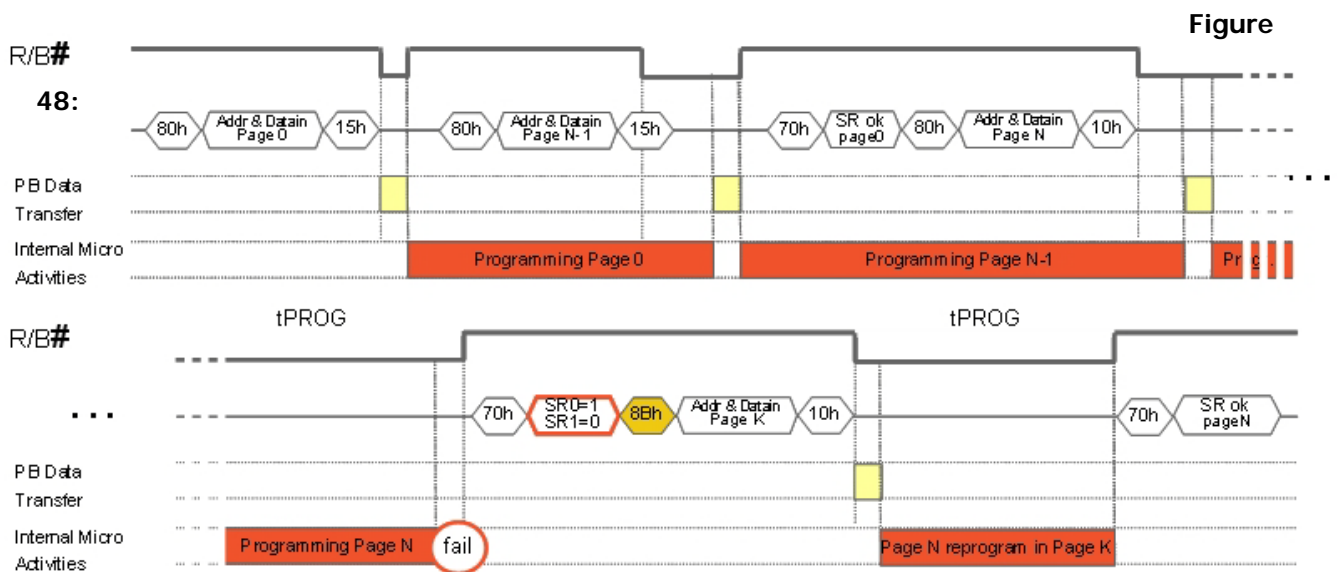 Figure
R/B#
48:
80h
Addr & Datain
Page 0
15h
80h
Addr & Datain
Page N-1
15h
70h
SR ok
page0
80h
Addr & Datain
Page N
10h
PB Data
Transfer
...
Internal Micro
Activities
Programming Page 0
Programming Page N-1
tPROG
tPROG
R/B#
...
70h
SR0=1
SR1=0
8Bh
Addr & Datain
Page K
10h
70h
SR ok
pageN
PB Data
Transfer
Internal Micro
Activities
Programming Page N
fail
Page N reprogram in Page K